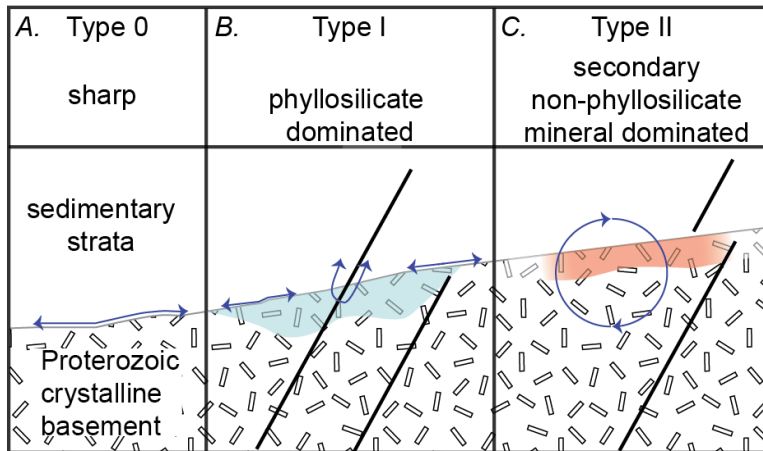 A. Type 0
sharp
B. Type I
phyllosilicate
dominated
C. Type II
secondary
non-phyllosilicate
mineral dominated
sedimentary
strata
Proterozoic
crystalline
basement